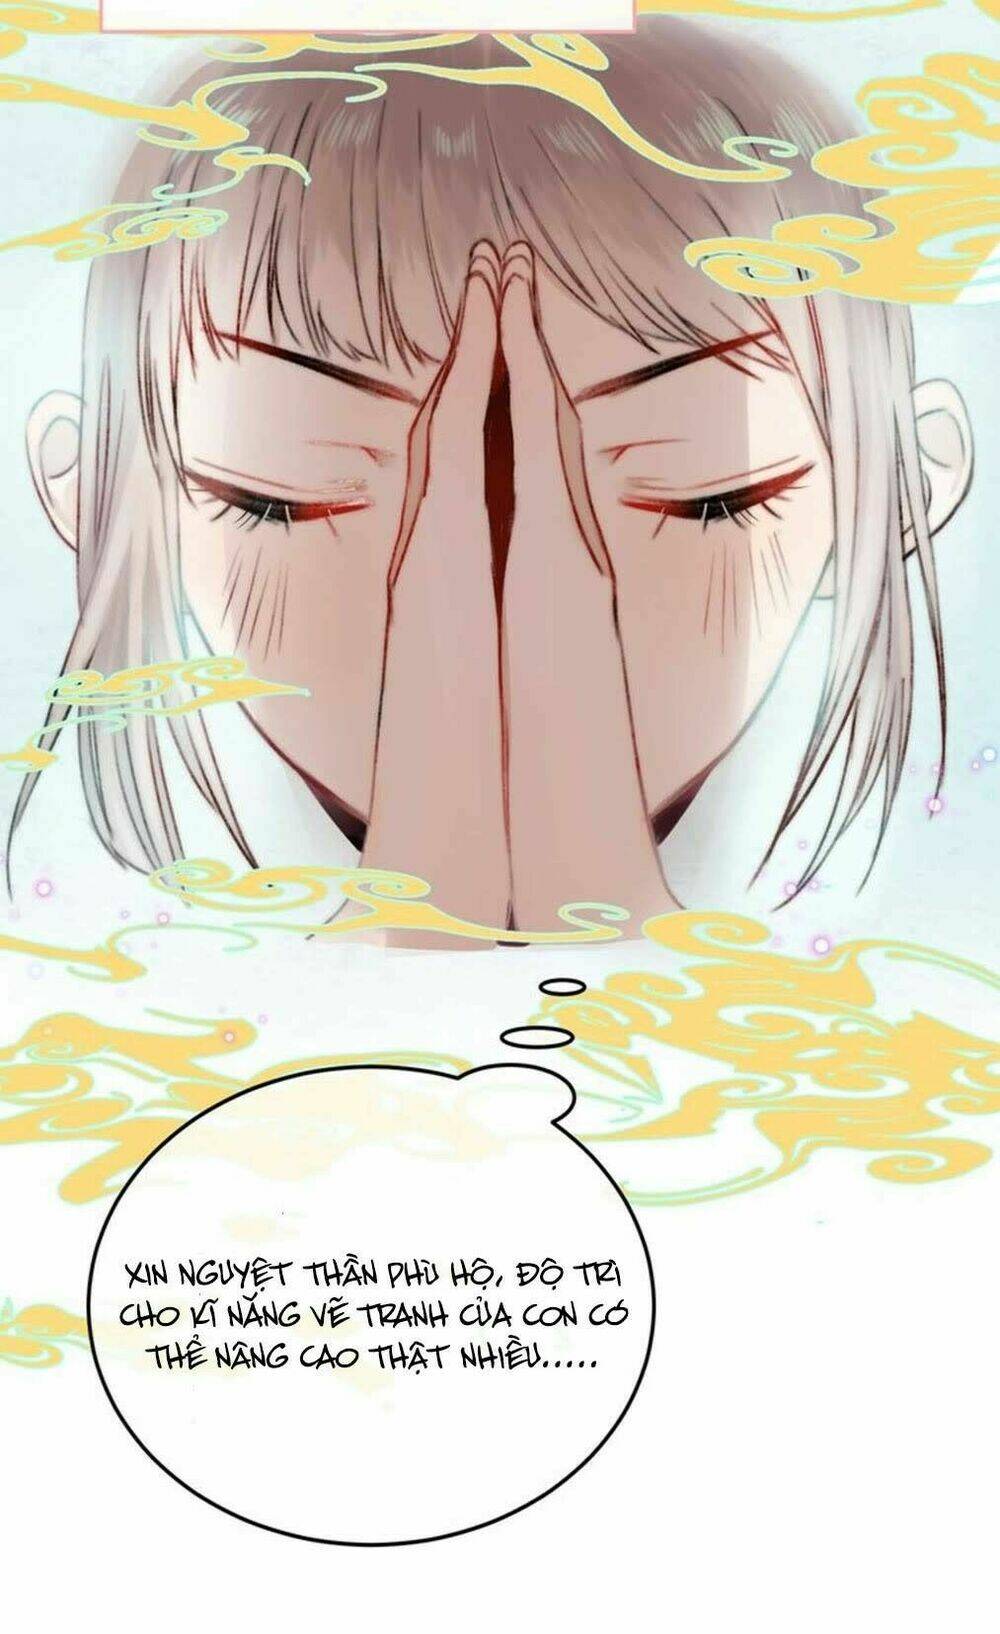 XIN NGUYỆT THẦN PHÙ HỘ, ĐỘ TRÌ
CHO KĨ NĂNG VẼ TRANH CỦA CON CÓ
THỂ NÂNG CAO THẬT NHIỀU.....